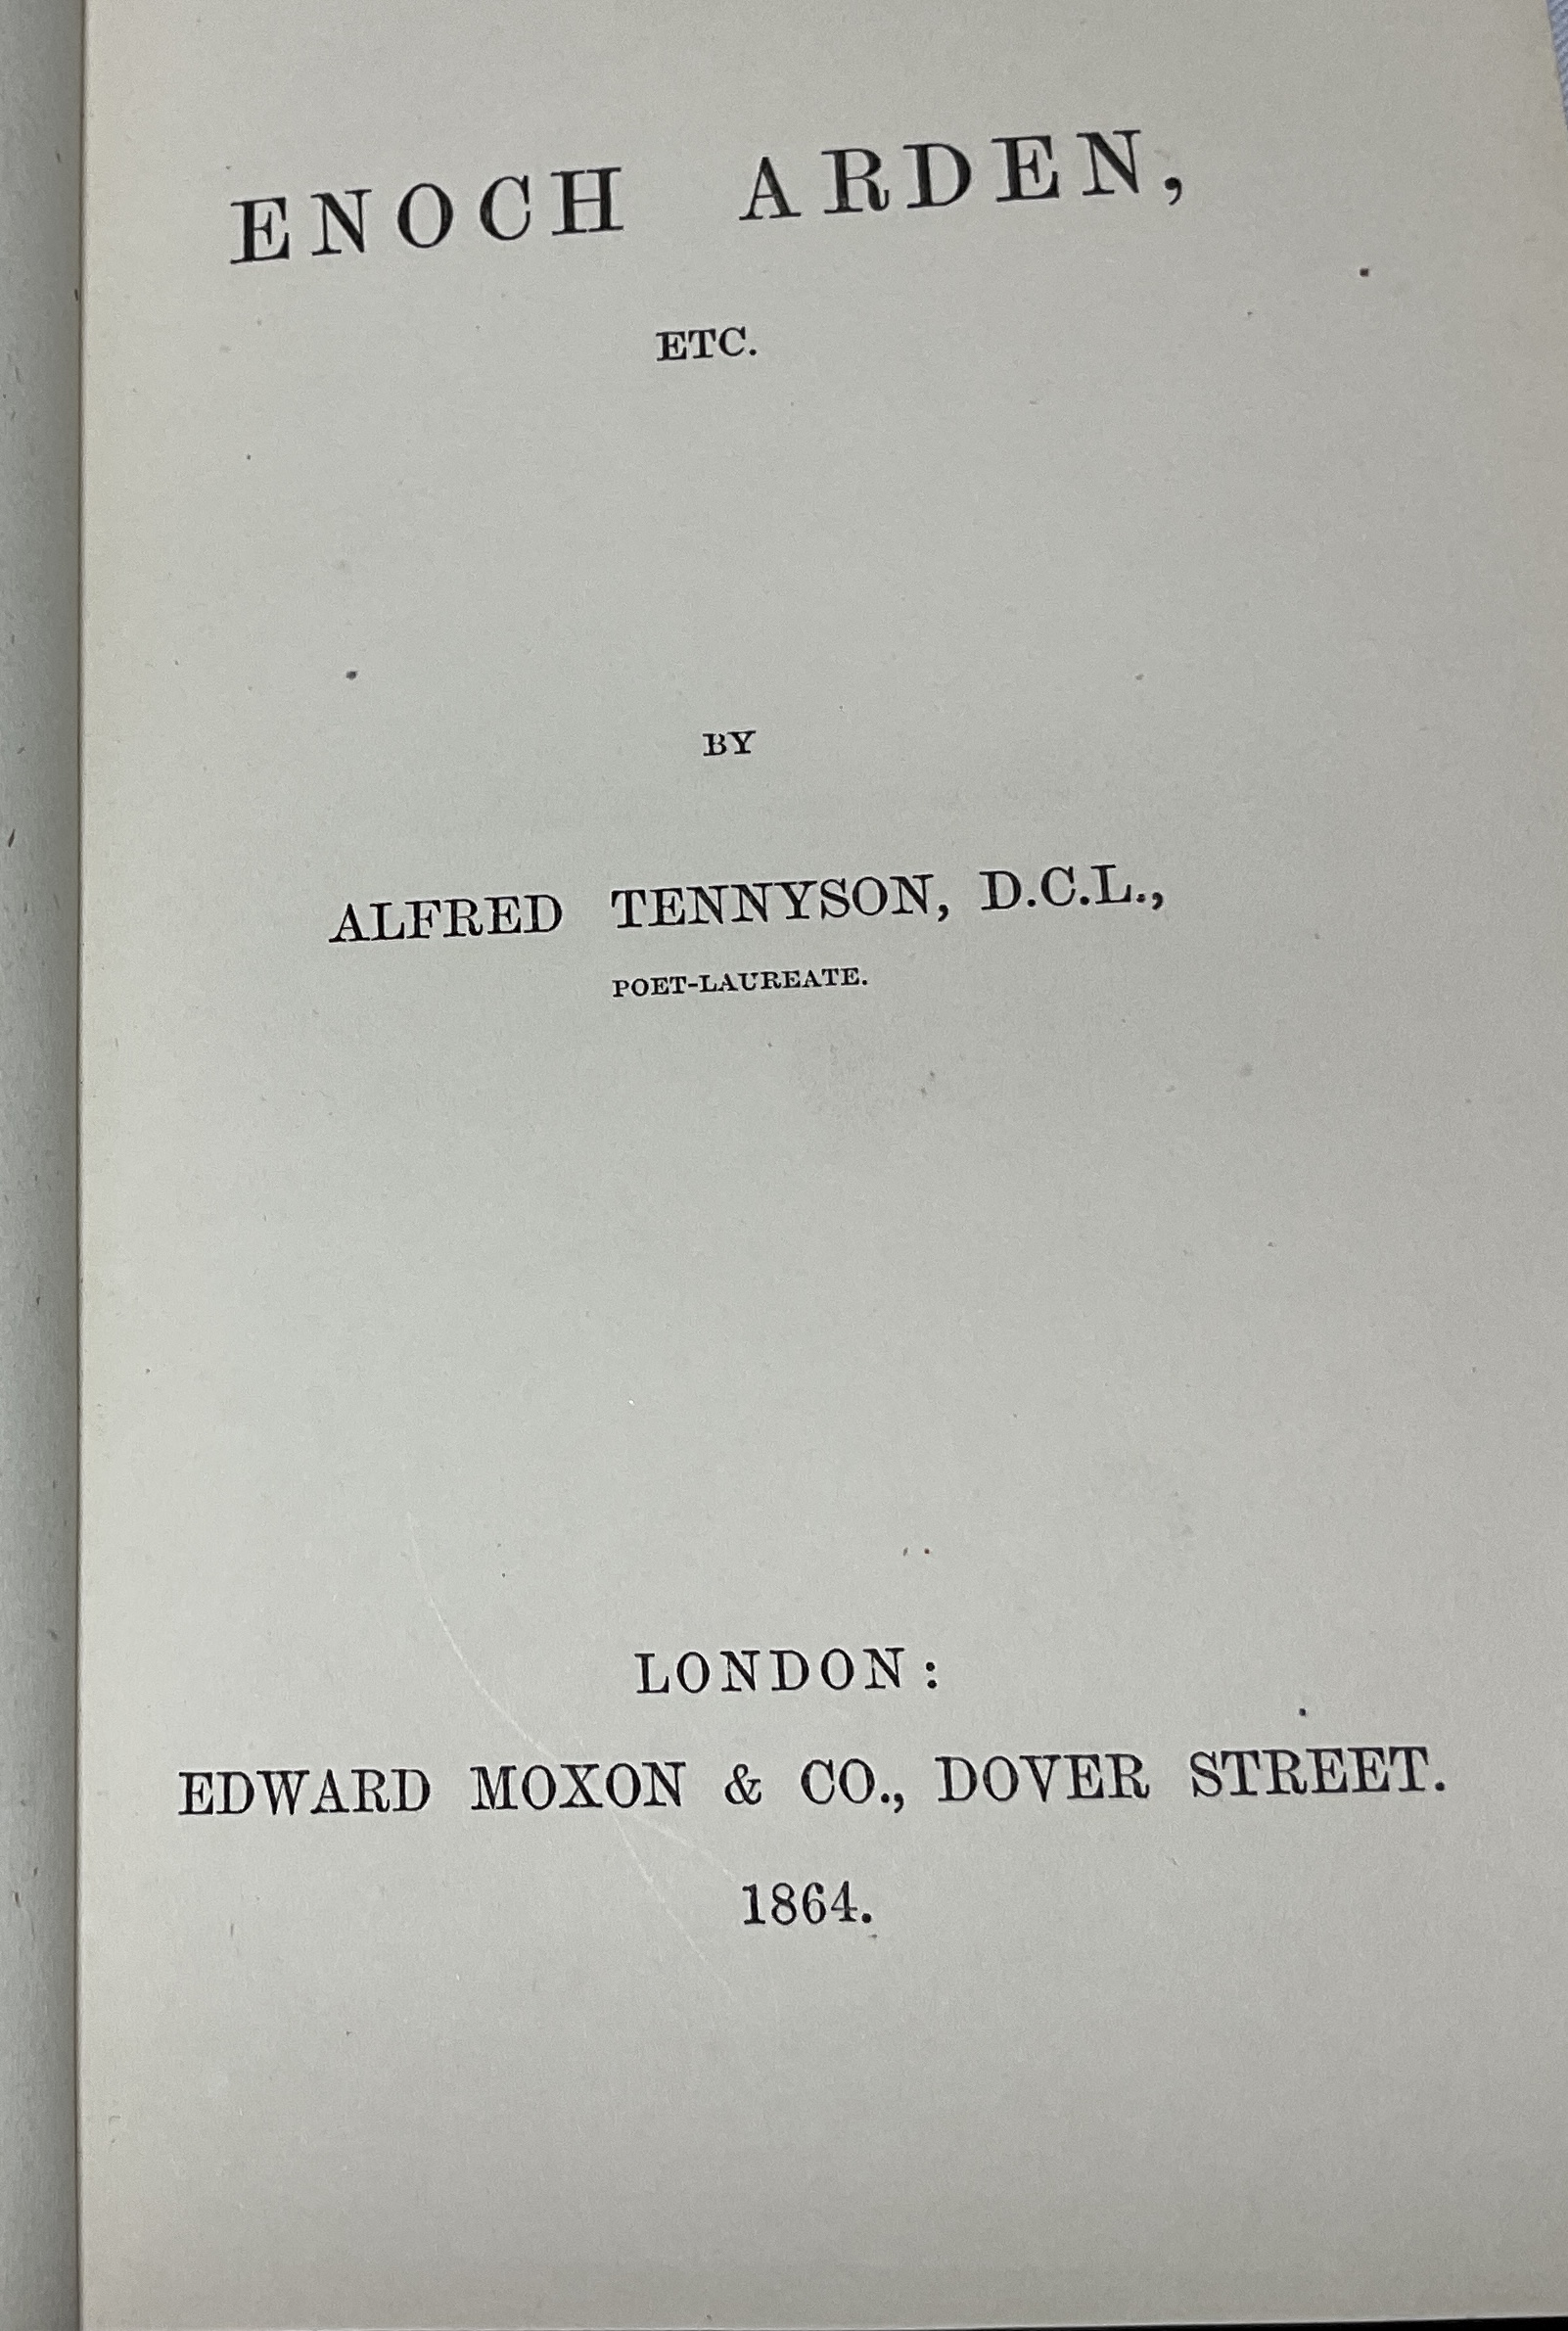 ENOCH ARDEN,
ETC.
BY
ALFRED TENNYSON, D.C.L.,
POET-LAUREATE.
LONDON:
EDWARD MOXON & CO., DOVER STREET.
1864.